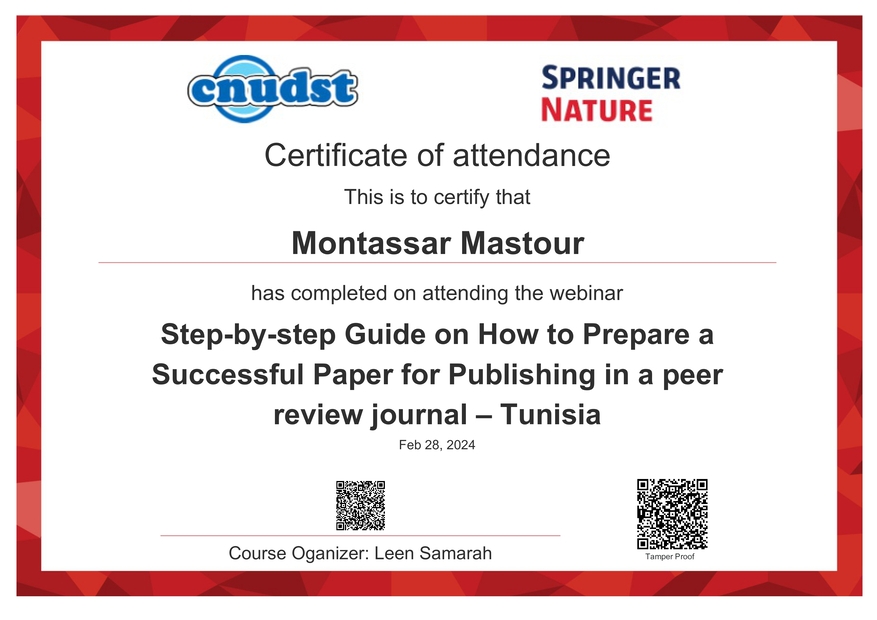 cnudst
SPRINGER
NATURE
Certificate of attendance
This is to certify that
Montassar Mastour
has completed on attending the webinar
Step-by-step Guide on How to Prepare a
Successful Paper for Publishing in a peer
review journal – Tunisia
Feb 28, 2024
Course Oganizer: Leen Samarah
Tamper Proof